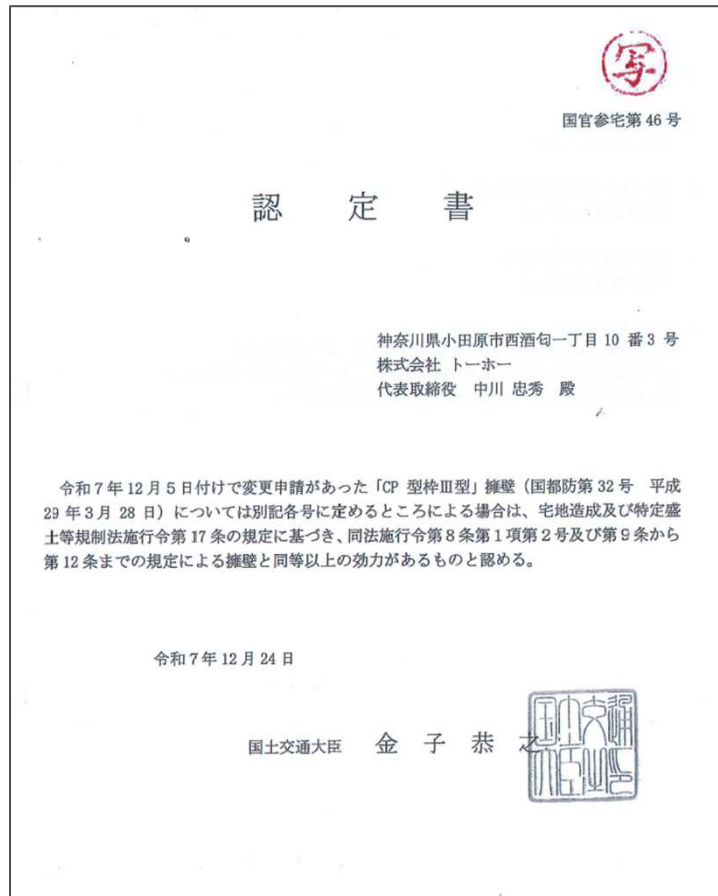 写
国官参宅第46号
認 定 書
神奈川県小田原市西酒匂一丁目10 番3 号
株式会社 トーホー
代表取締役 中川 忠秀 殿
令和7年12月5日付けで変更申請があった「CP 型枠Ⅲ型」擁壁（国都防第32号 平成
29年3月28日）については別記各号に定めるところによる場合は、宅地造成及び特定盛
土等規制法施行令第17条の規定に基づき、同法施行令第8条第1項第2号及び第9条から
第12条までの規定による擁壁と同等以上の効力があるものと認める。
令和7年12月24日
国土交通大臣 金 子 恭 之
国土交通大臣之印